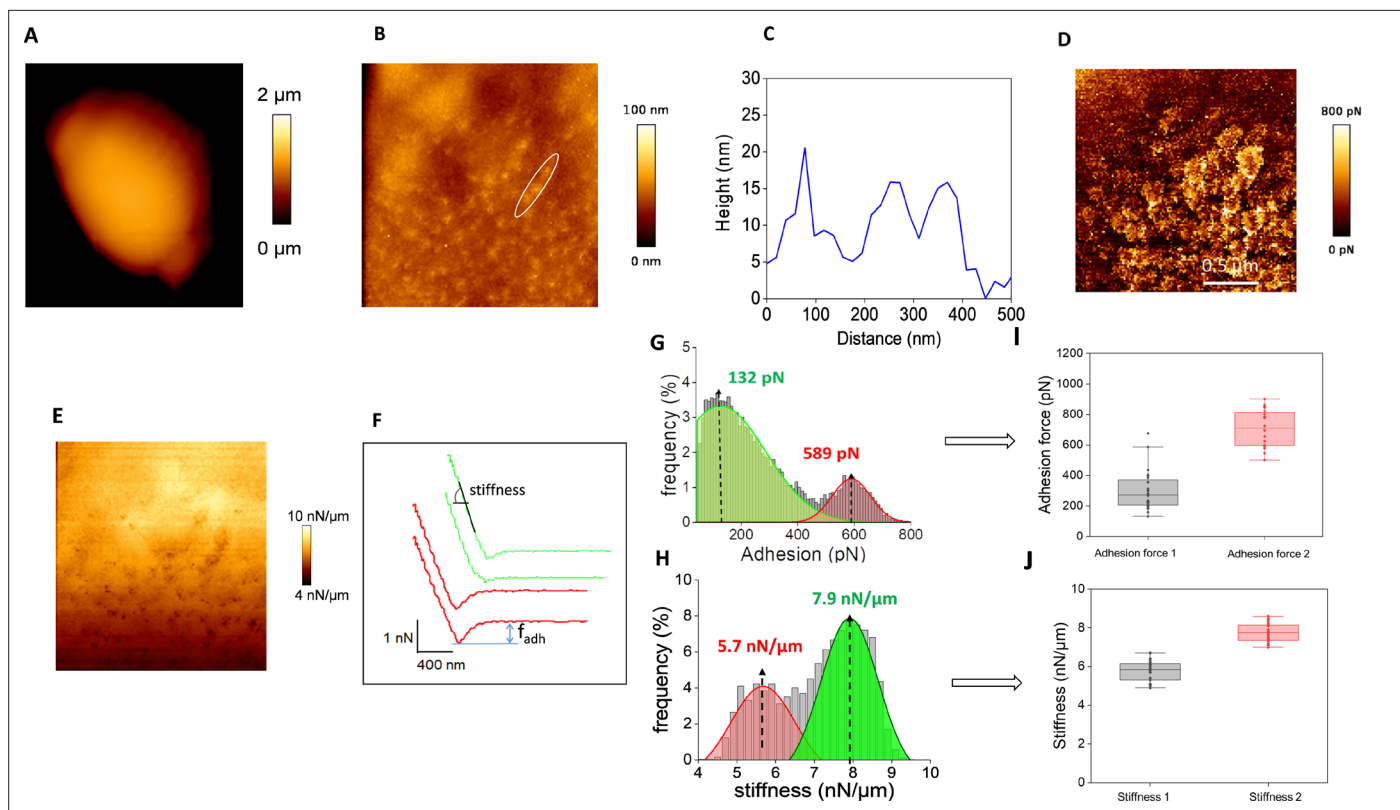 A
2 µm
0 µm
B
100 nm
0 nm
C
30
25
20
15
10
5
0
Height (nm)
0 100 200 300 400 500
Distance (nm)
D
800 pN
0 pN
0.5 µm
E
10 nN/µm
4 nN/µm
F
stiffness
1 nN
400 nm
fadh
G
5
4
3
2
1
0
frequency (%)
132 pN
589 pN
200 400 600 800
Adhesion (pN)
I
1200
1000
800
600
400
200
0
Adhesion force (pN)
Adhesion force 1 Adhesion force 2
H
10
8
6
4
2
0
frequency (%)
5.7 nN/µm
7.9 nN/µm
4 5 6 7 8 9 10
stiffness (nN/µm)
J
10
8
6
4
2
0
Stiffness (nN/µm)
Stiffness 1 Stiffness 2